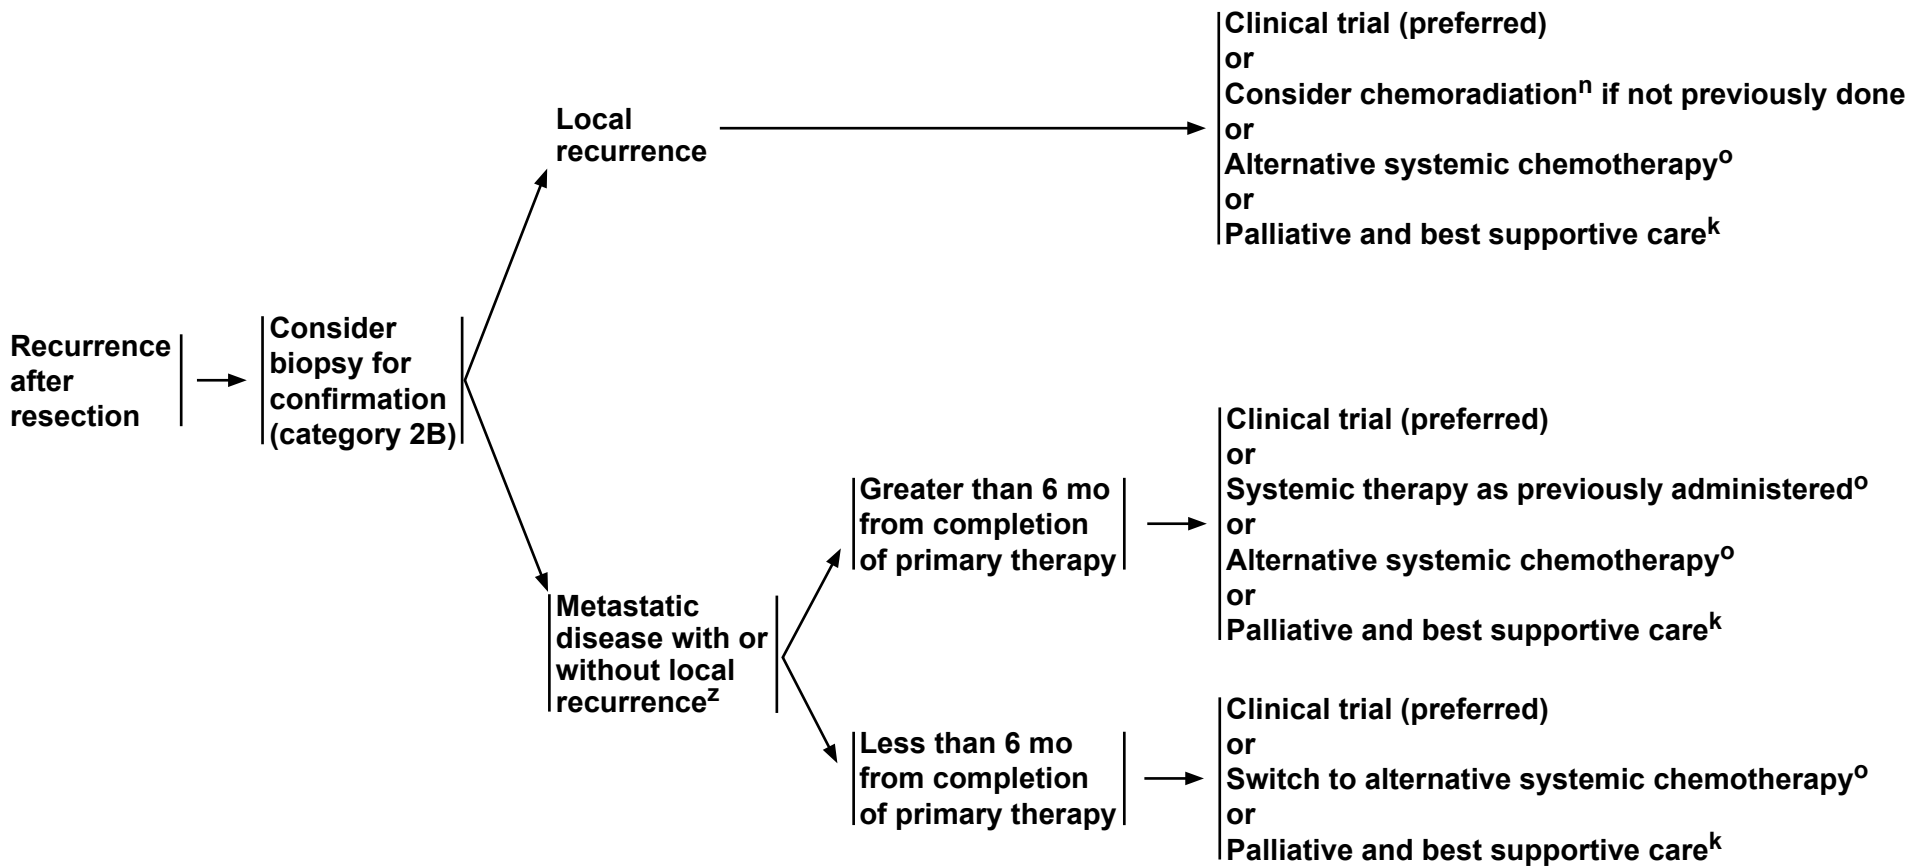 Recurrence
after
resection
Consider
biopsy for
confirmation
(category 2B)
Local
recurrence
Clinical trial (preferred)
or
Consider chemoradiationⁿ if not previously done
or
Alternative systemic chemotherapyᵒ
or
Palliative and best supportive careᵏ
Metastatic
disease with or
without local
recurrenceᶻ
Greater than 6 mo
from completion
of primary therapy
Clinical trial (preferred)
or
Systemic therapy as previously administeredᵒ
or
Alternative systemic chemotherapyᵒ
or
Palliative and best supportive careᵏ
Less than 6 mo
from completion
of primary therapy
Clinical trial (preferred)
or
Switch to alternative systemic chemotherapyᵒ
or
Palliative and best supportive careᵏ